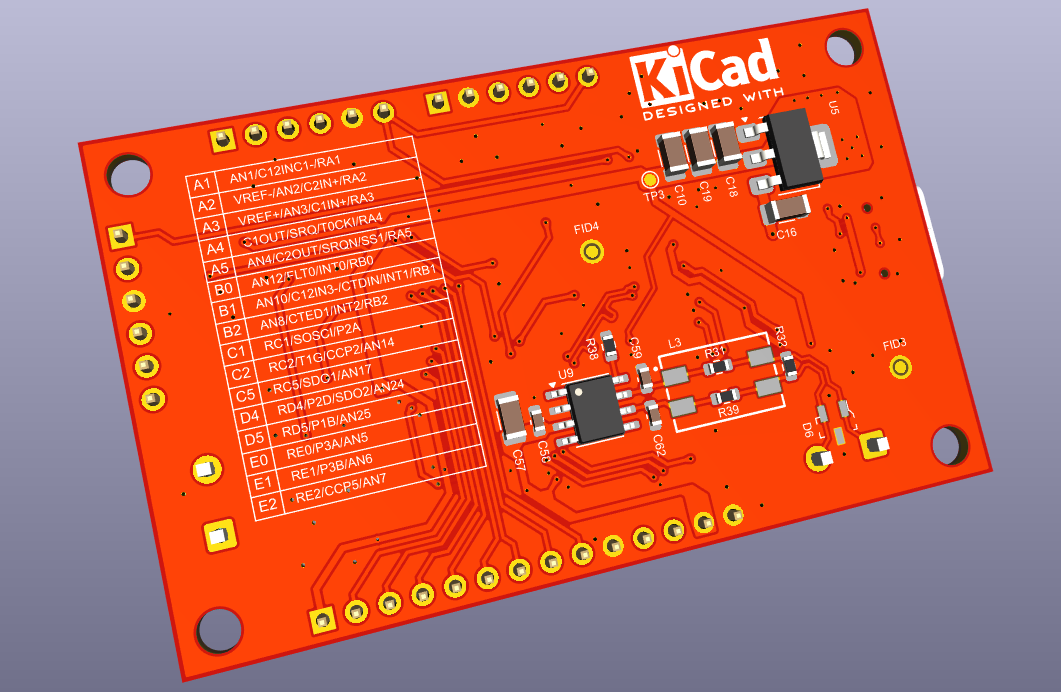 KiCad
DESIGNED WITH
U5
A1 AN1/C12INC1-/RA1
A2 VREF-/AN2/C2IN+/RA2
A3 VREF+/AN3/C1IN+/RA3
A4 C1OUT/SRQ/T0CKI/RA4
A5 AN4/C2OUT/SRQN/SS1/RA5
B0 AN12/FLT0/INT0/RB0
B1 AN10/C12IN3-/CTDIN/INT1/RB1
B2 AN8/CTED1/INT2/RB2
C1 RC1/SOSCI/P2A
C2 RC2/T1G/CCP2/AN14
C5 RC5/SDO1/AN17
D4 RD4/P2D/SDO2/AN24
D5 RD5/P1B/AN25
E0 RE0/P3A/AN5
E1 RE1/P3B/AN6
E2 RE2/CCP5/AN7
TP3
C10
C19
C18
C16
FID4
FID3
R38
C59
L3
R31
R32
U9
R39
C57
C50
C62
D6